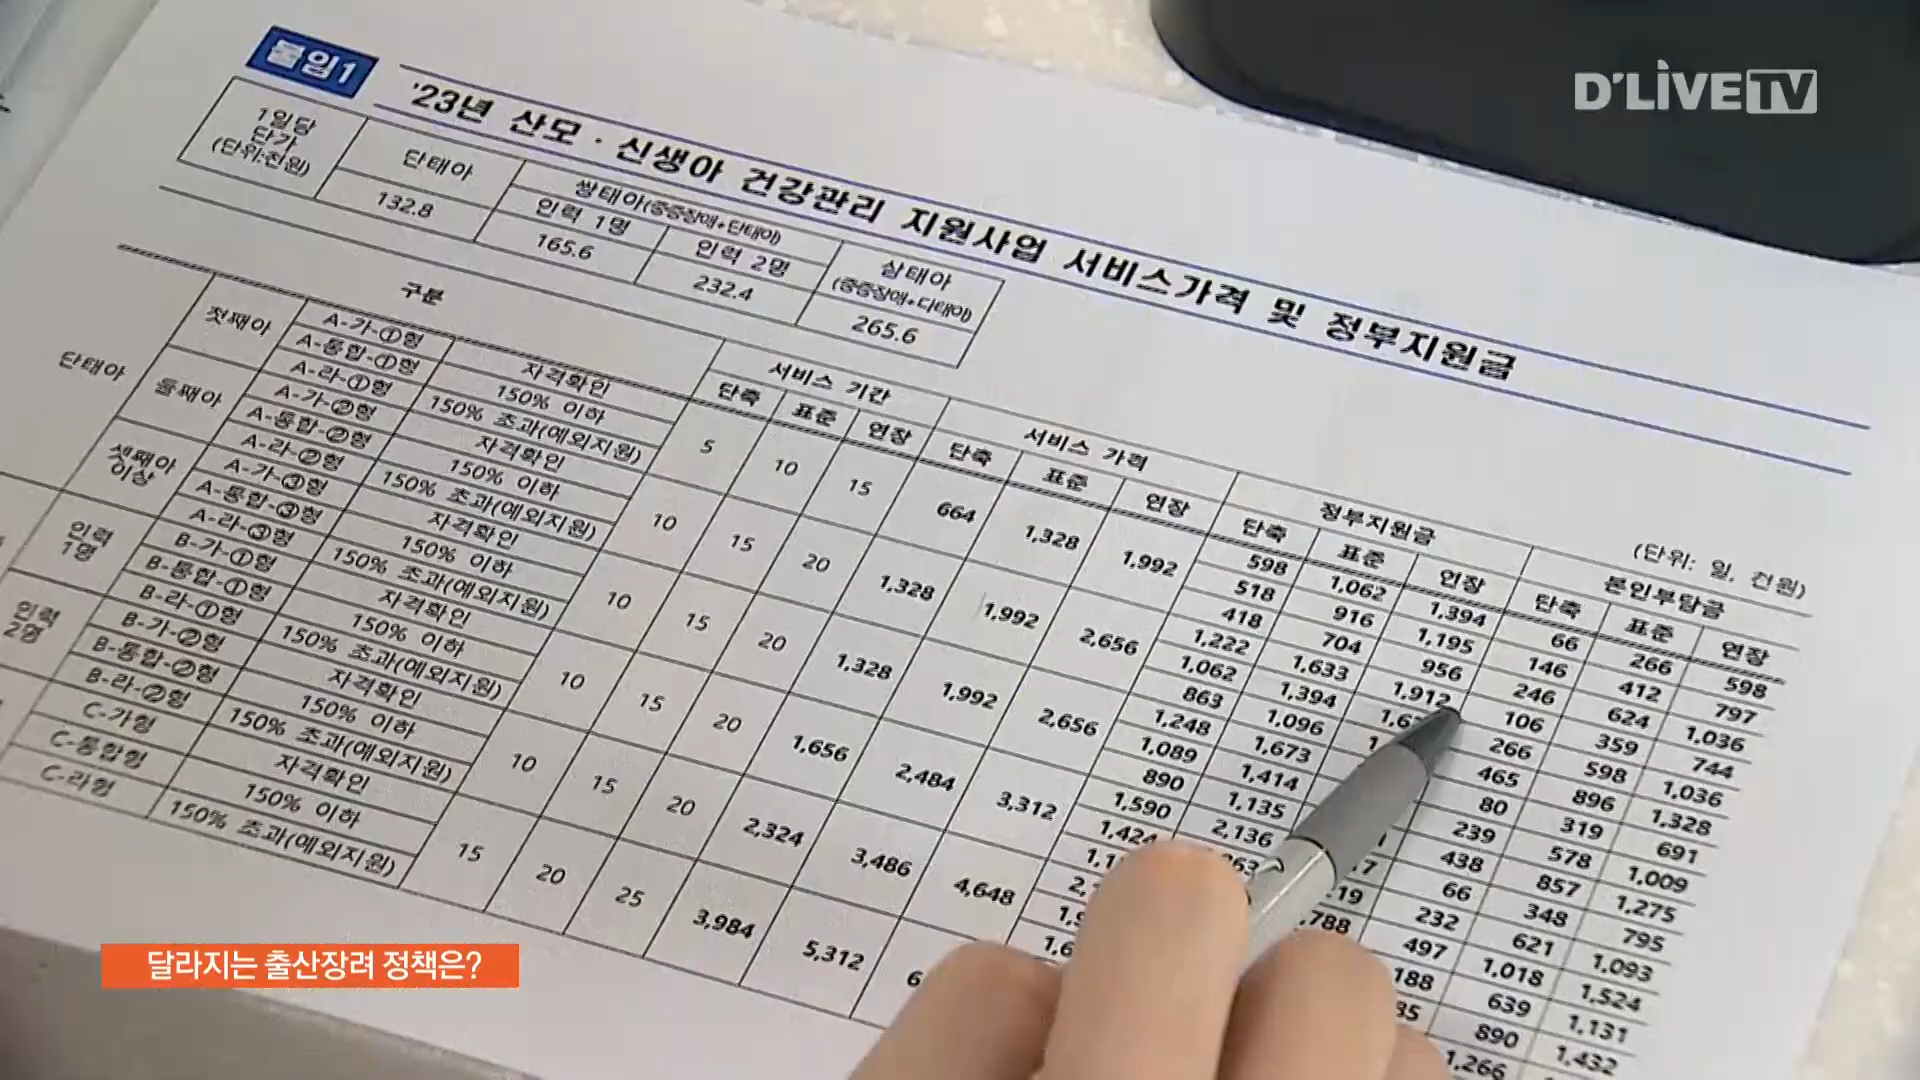 D'LIVE TV
붙임1
'23년 산모·신생아 건강관리 지원사업 서비스가격 및 정부지원금
1일당 단가 (단위:천원)
단태아
쌍태아(중증장애+단태아)
인력 1명
인력 2명
삼태아
(중증장애+다태아)
132.8
165.6
232.4
265.6
(단위: 일, 천원)
구분
서비스 기간
서비스 가격
정부지원금
본인부담금
단축 표준 연장
단축 표준 연장
단축 표준 연장
단축 표준 연장
단태아
첫째아
A-가-①형 자격확인 598 1,062 1,394 66 266 598
A-통합-①형 150% 이하 5 10 15 664 1,328 1,992 518 916 1,195 146 412 797
A-라-①형 150% 초과(예외지원) 418 704 956 246 624 1,036
둘째아
A-가-②형 자격확인 1,222 1,633 1,912 106 359 744
A-통합-②형 150% 이하 10 15 20 1,328 1,992 2,656 1,062 1,394 266 598 1,036
A-라-②형 150% 초과(예외지원) 863 1,096 465 896 1,328
셋째아 이상
A-가-③형 자격확인 1,248 1,673 80 319 691
A-통합-③형 150% 이하 10 15 20 1,328 1,992 2,656 1,089 1,414 239 578 1,009
A-라-③형 150% 초과(예외지원) 890 1,135 438 857 1,275
인력 1명
B-가-①형 자격확인 1,590 2,136 66 348 795
B-통합-①형 150% 이하 10 15 20 1,656 2,484 3,312 1,424 232 621 1,093
B-라-①형 150% 초과(예외지원) 497 1,018 1,524
인력 2명
B-가-②형 자격확인 639 1,131
B-통합-②형 150% 이하 10 15 20 2,324 3,486 4,648 890 1,432
B-라-②형 150% 초과(예외지원) 1,266
C-가형 자격확인
C-통합형 150% 이하 15 20 25 3,984 5,312
C-라형 150% 초과(예외지원)
달라지는 출산장려 정책은?